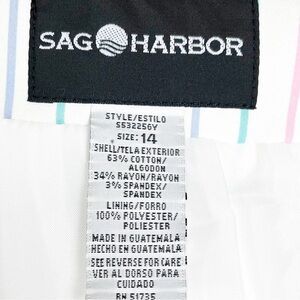 SAG HARBOR
STYLE/ESTILO
S632256Y
SIZE: 14
SHELL/TELA EXTERIOR
63% COTTON/
ALGODON
34% RAYON/RAYON
3% SPANDEX/
SPANDEX
LINING/FORRO
100% POLYESTER/
POLIESTER
MADE IN GUATEMALA
HECHO EN GUATEMALA
SEE REVERSE FOR CARE
VER AL DORSO PARA
CUIDADO
RN 51735